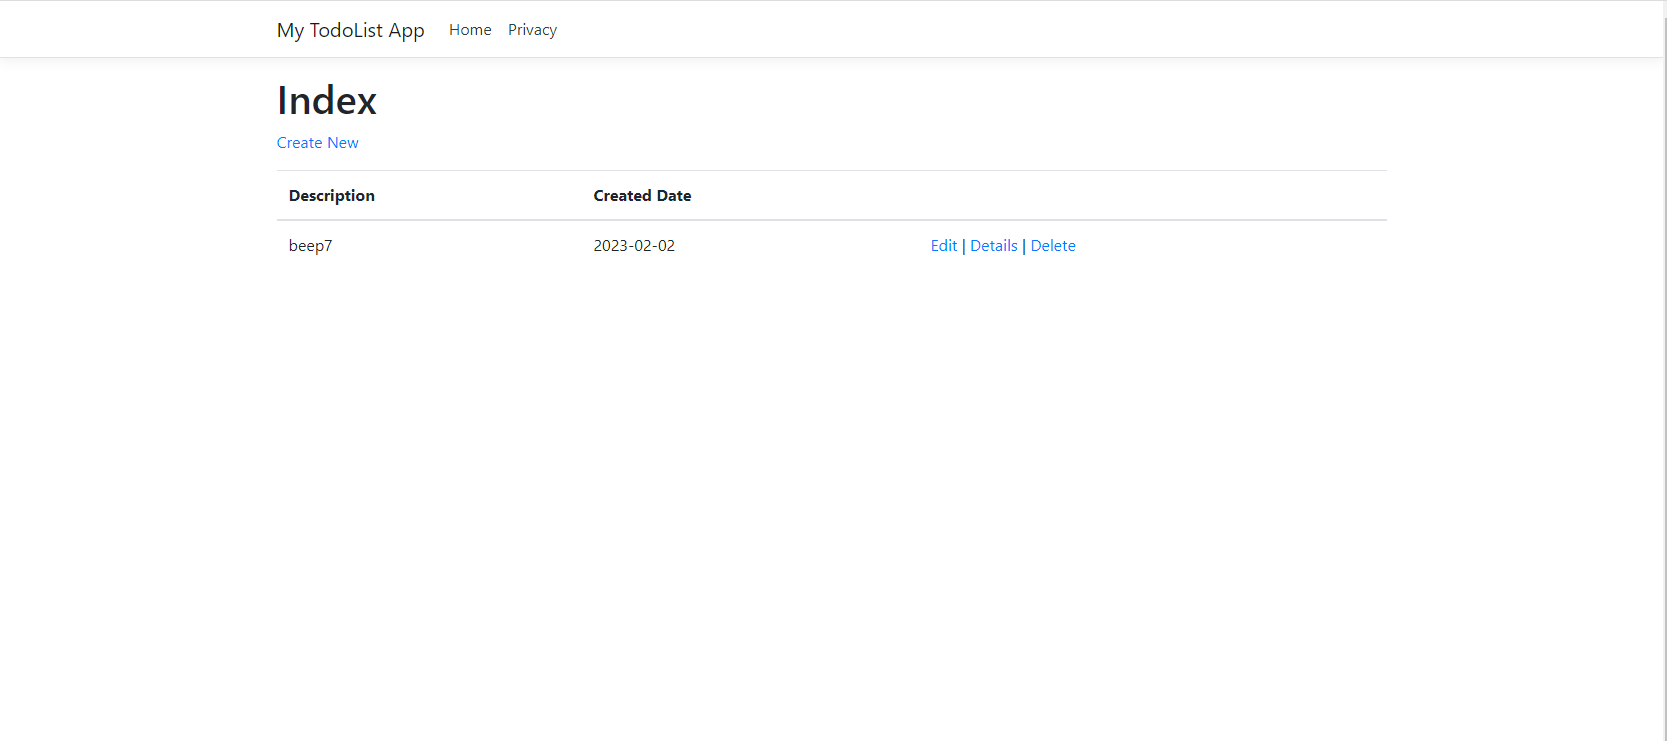 My TodoList App Home Privacy
Index
Create New
Description Created Date
beep7 2023-02-02 Edit | Details | Delete